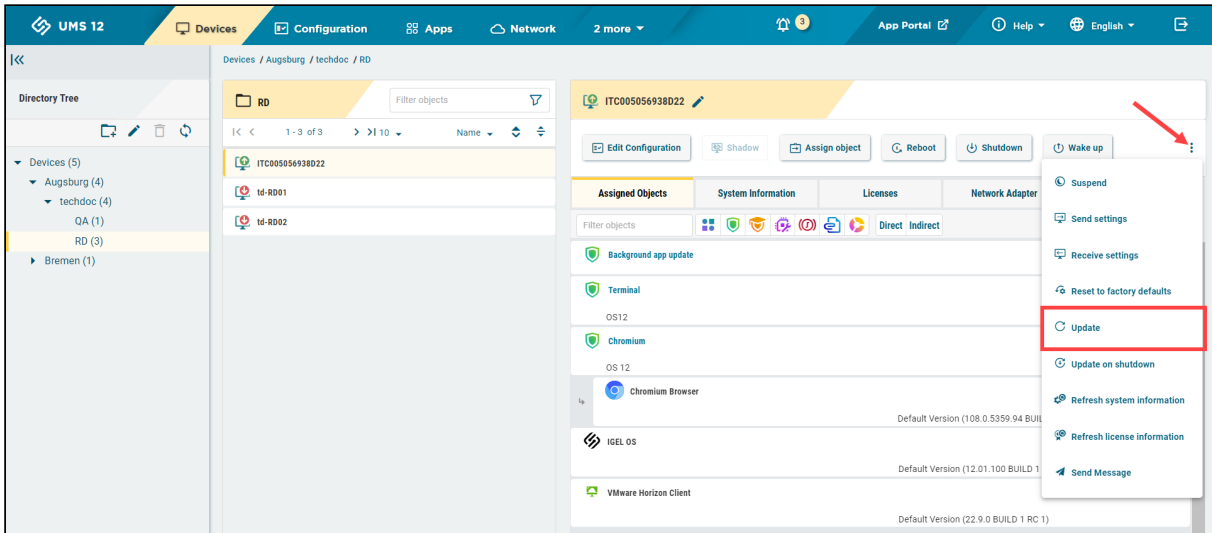 UMS 12
Devices
Configuration
Apps
Network
2 more
3
App Portal
Help
English
Devices / Augsburg / techdoc / RD
Directory Tree
Devices (5)
Augsburg (4)
techdoc (4)
QA (1)
RD (3)
Bremen (1)
RD
Filter objects
1 - 3 of 3
10
Name
ITC005056938D22
td-RD01
td-RD02
ITC005056938D22
Edit Configuration
Shadow
Assign object
Reboot
Shutdown
Wake up
Assigned Objects
System Information
Licenses
Network Adapter
Filter objects
Direct
Indirect
Background app update
Terminal
OS12
Chromium
OS 12
Chromium Browser
Default Version (108.0.5359.94 BUIL
IGEL OS
Default Version (12.01.100 BUILD 1
VMware Horizon Client
Default Version (22.9.0 BUILD 1 RC 1)
Suspend
Send settings
Receive settings
Reset to factory defaults
Update
Update on shutdown
Refresh system information
Refresh license information
Send Message